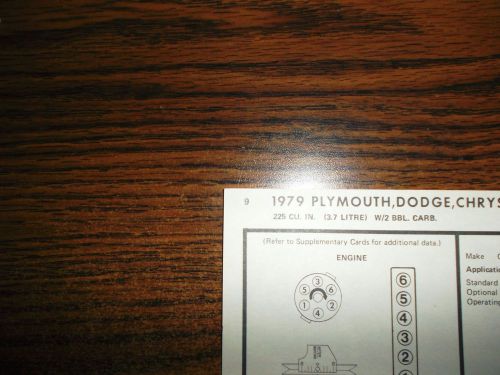 9 1979 PLYMOUTH,DODGE,CHRYS
225 CU. IN. (3.7 LITRE) W/2 BBL. CARB.
(Refer to Supplementary Cards for additional data.)
ENGINE
Make
Applicatio
Standard
Optional
Operating
3
5 6
1 2
4
6
5
4
3
2